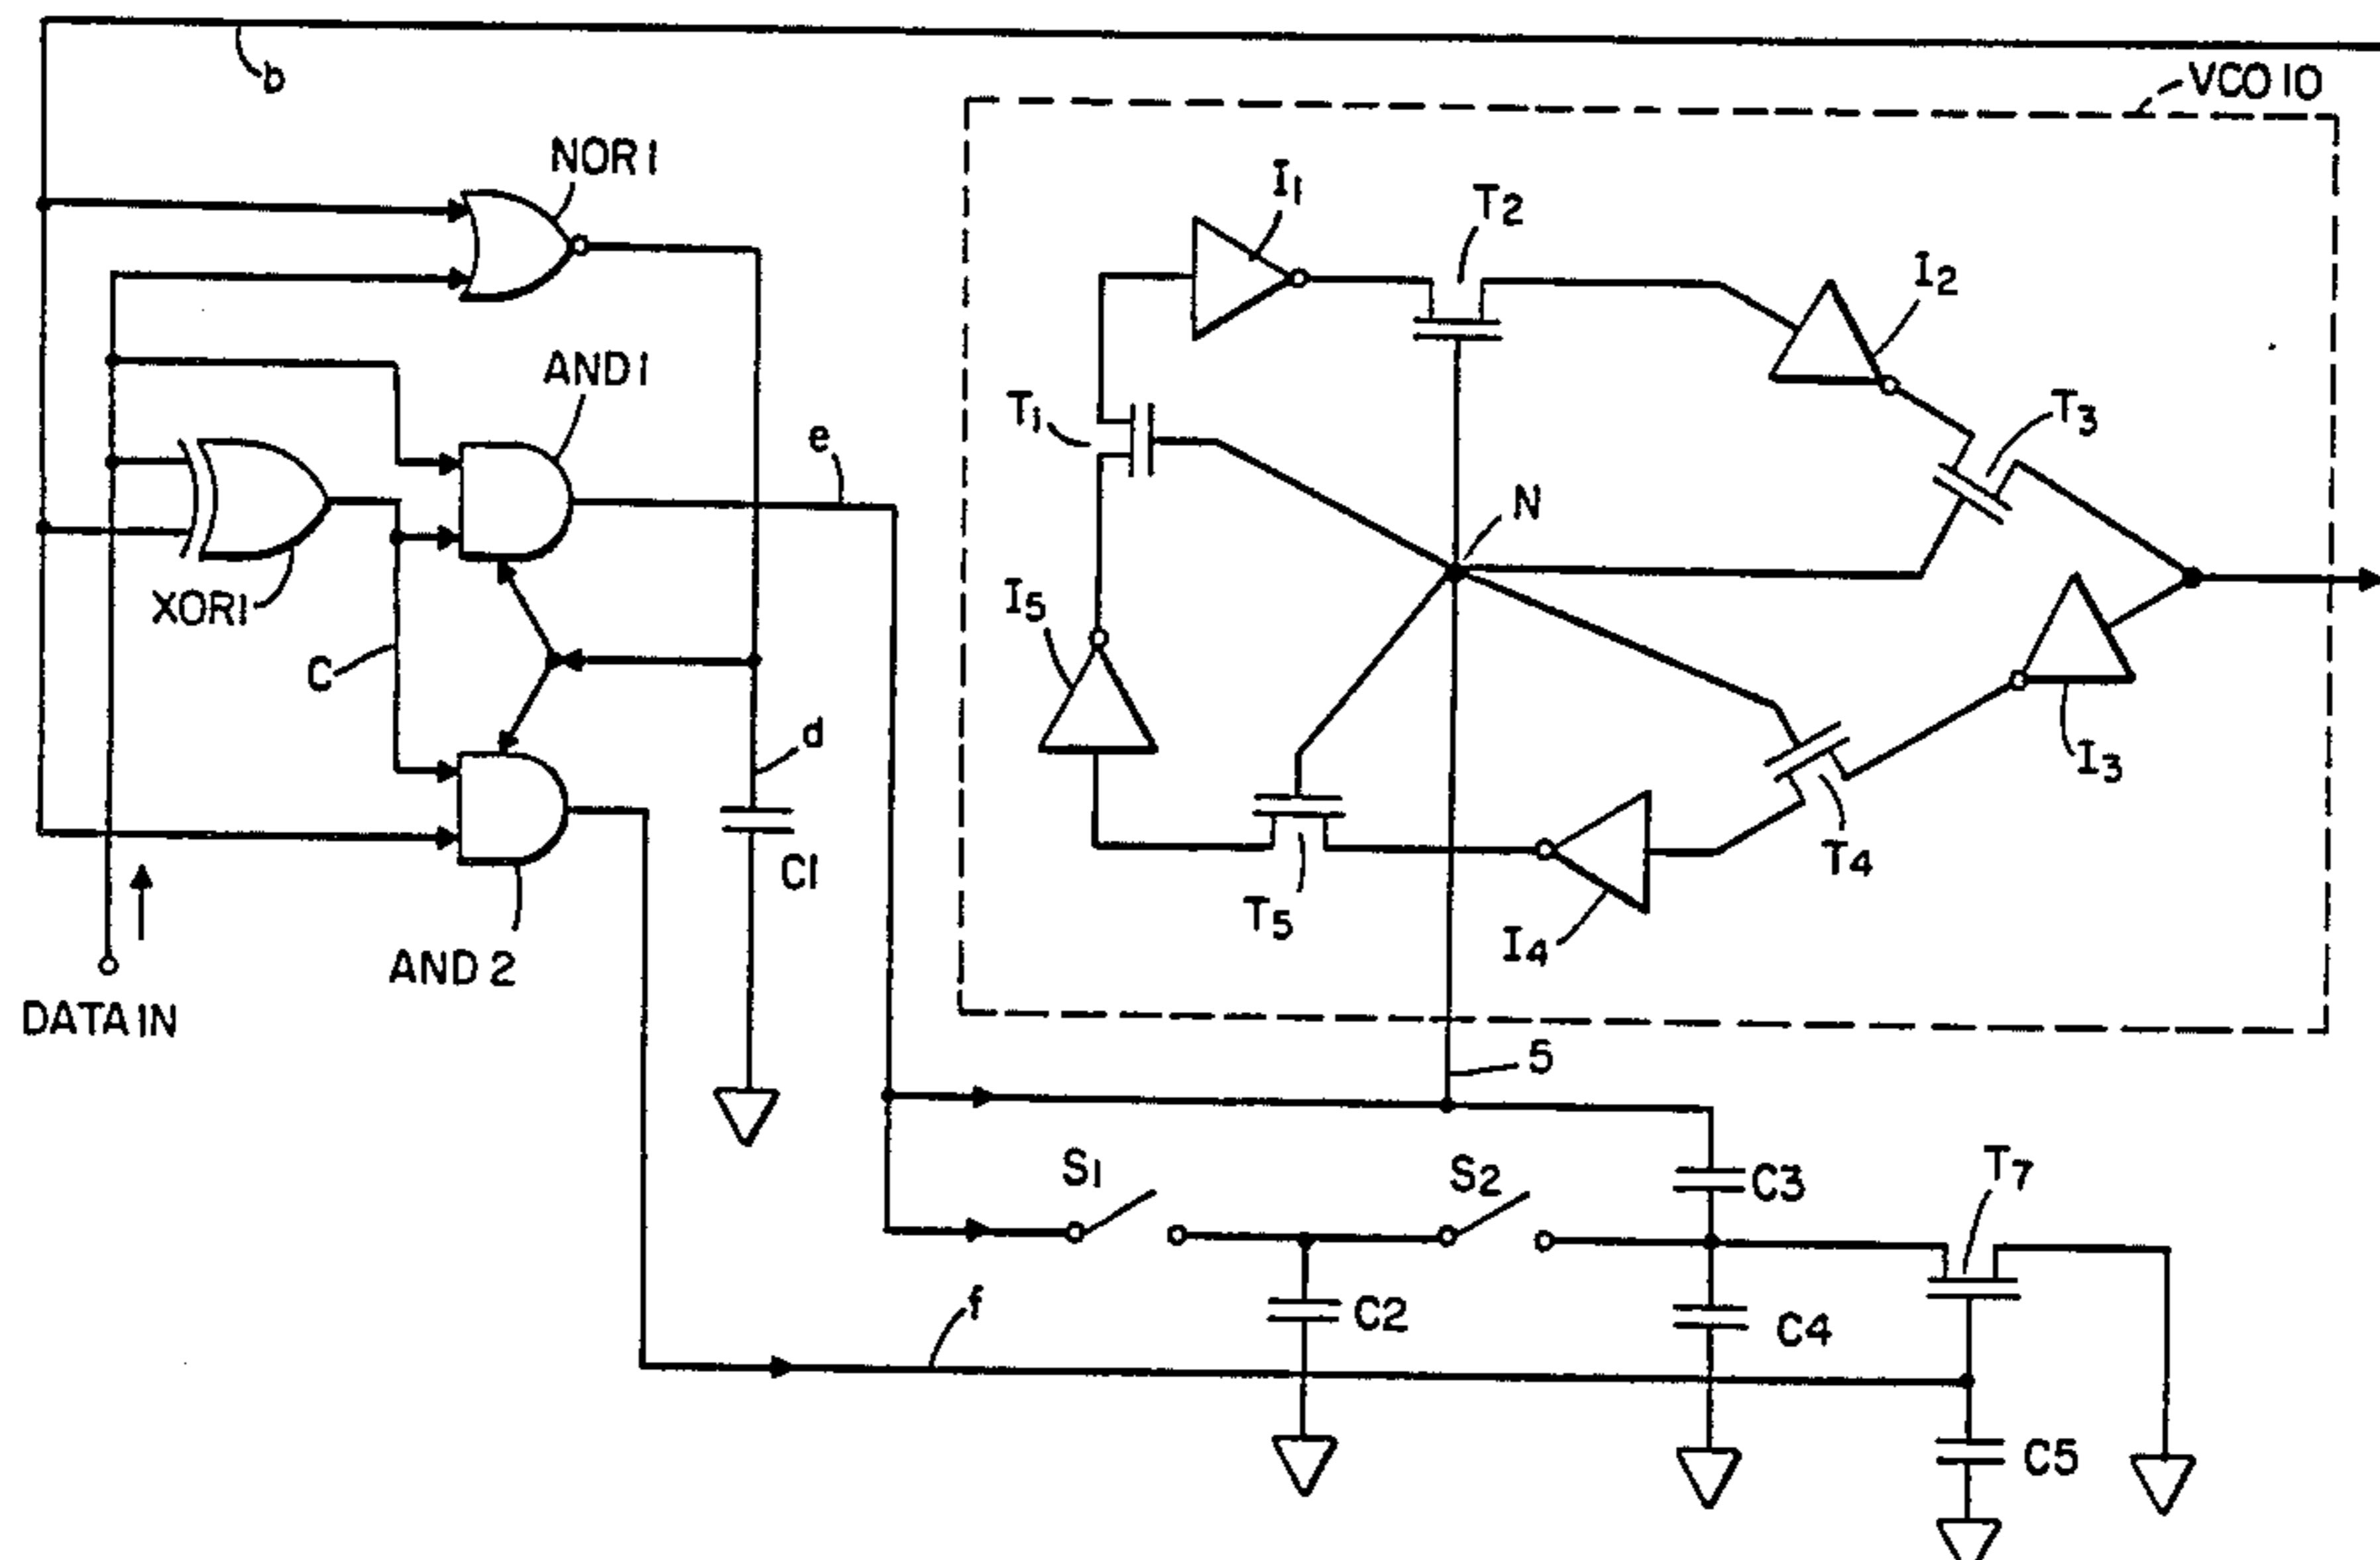 b
VCO 10
NOR 1
I1
T2
I2
AND 1
T1
T3
e
N
XOR1
I5
C
d
I3
C1
T4
T5
I4
AND 2
DATA IN
5
S1
S2
C3
T7
f
C2
C4
C5